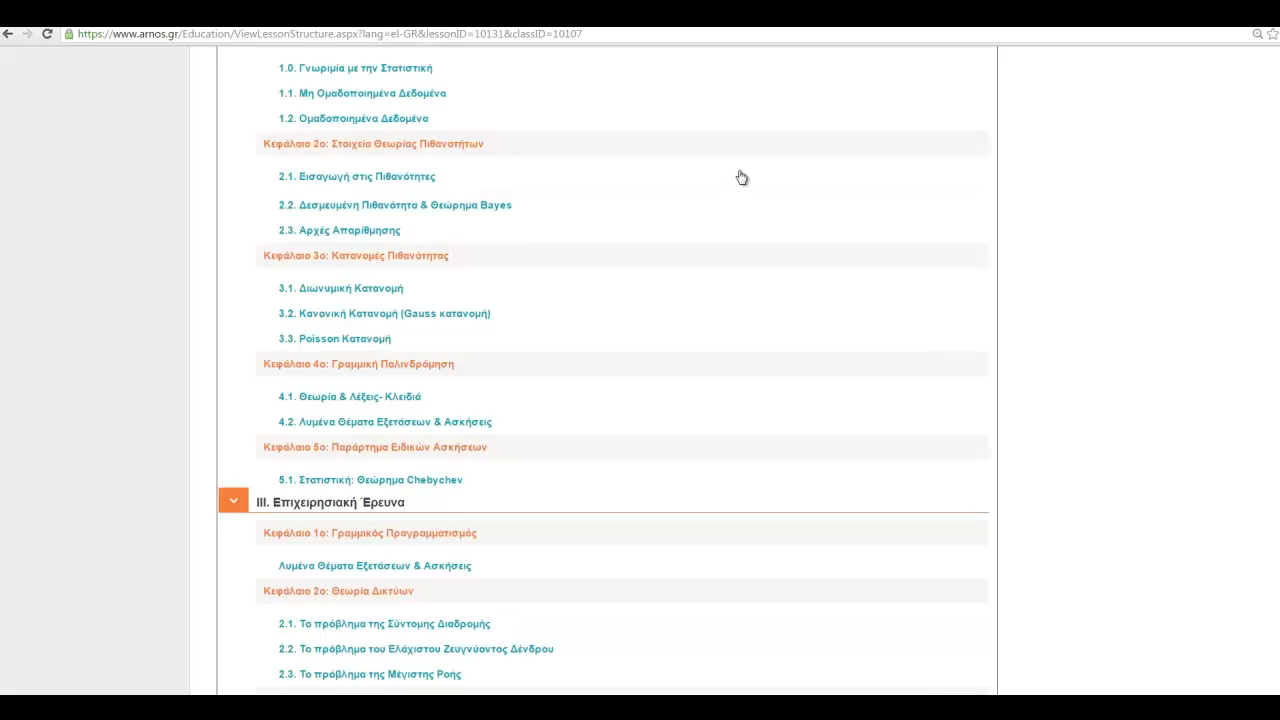 https://www.arnos.gr/Education/ViewLessonStructure.aspx?lang=el-GR&lessonID=10131&classID=10107
1.0. Γνωριμία με την Στατιστική
1.1. Μη Ομαδοποιημένα Δεδομένα
1.2. Ομαδοποιημένα Δεδομένα
Κεφάλαιο 2ο: Στοιχεία Θεωρίας Πιθανοτήτων
2.1. Εισαγωγή στις Πιθανότητες
2.2. Δεσμευμένη Πιθανότητα & Θεώρημα Bayes
2.3. Αρχές Απαρίθμησης
Κεφάλαιο 3ο: Κατανομές Πιθανότητας
3.1. Διωνυμική Κατανομή
3.2. Κανονική Κατανομή (Gauss κατανομή)
3.3. Poisson Κατανομή
Κεφάλαιο 4ο: Γραμμική Παλινδρόμηση
4.1. Θεωρία & Λέξεις- Κλειδιά
4.2. Λυμένα Θέματα Εξετάσεων & Ασκήσεις
Κεφάλαιο 5ο: Παράρτημα Ειδικών Ασκήσεων
5.1. Στατιστική: Θεώρημα Chebychev
III. Επιχειρησιακή Έρευνα
Κεφάλαιο 1ο: Γραμμικός Προγραμματισμός
Λυμένα Θέματα Εξετάσεων & Ασκήσεις
Κεφάλαιο 2ο: Θεωρία Δικτύων
2.1. Το πρόβλημα της Σύντομης Διαδρομής
2.2. Το πρόβλημα του Ελάχιστου Ζευγνύοντος Δένδρου
2.3. Το πρόβλημα της Μέγιστης Ροής